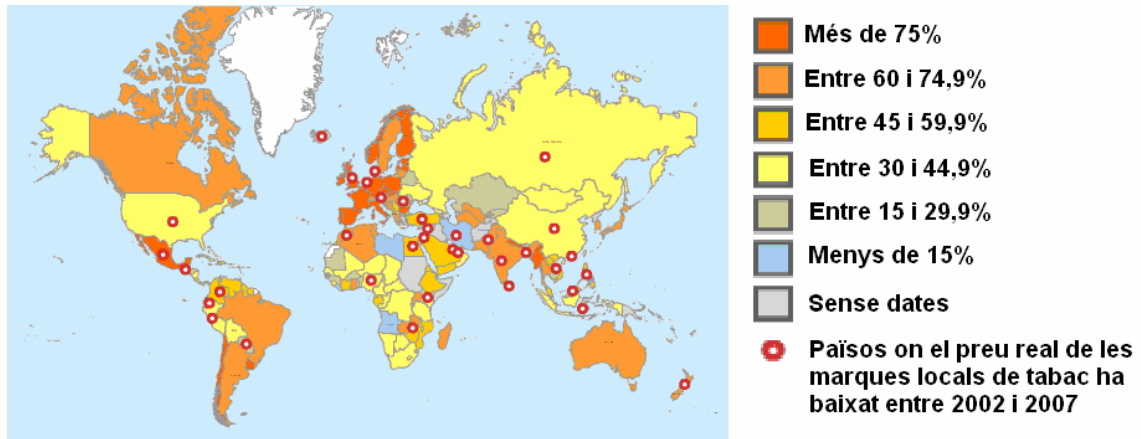 Més de 75%
Entre 60 i 74,9%
Entre 45 i 59,9%
Entre 30 i 44,9%
Entre 15 i 29,9%
Menys de 15%
Sense dates
Països on el preu real de les
marques locals de tabac ha
baixat entre 2002 i 2007